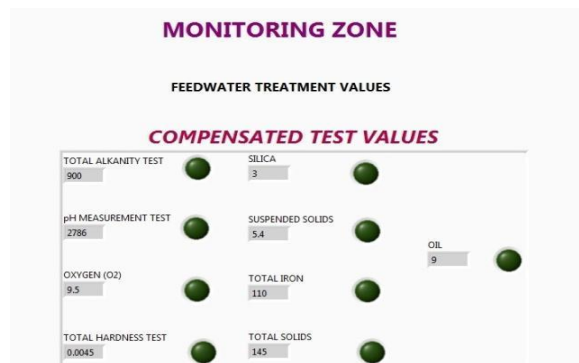 MONITORING ZONE
FEEDWATER TREATMENT VALUES
COMPENSATED TEST VALUES
TOTAL ALKANITY TEST
900
SILICA
3
pH MEASUREMENT TEST
2786
SUSPENDED SOLIDS
5.4
OIL
9
OXYGEN (O2)
9.5
TOTAL IRON
110
TOTAL HARDNESS TEST
0.0045
TOTAL SOLIDS
145